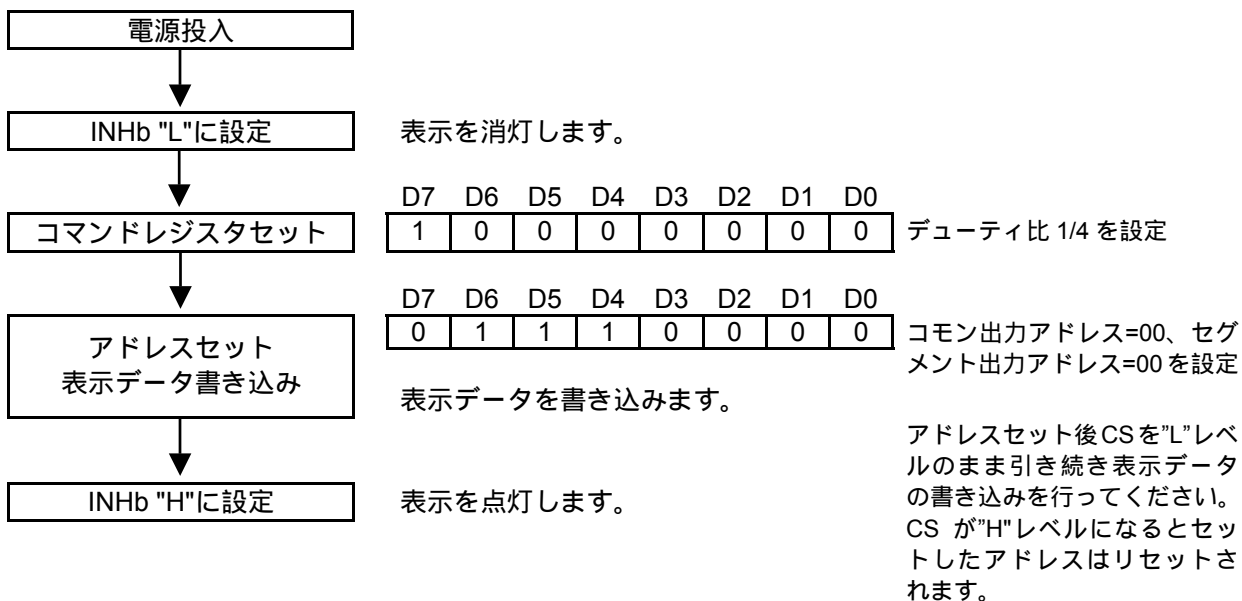 電源投入
INHb "L"に設定
表示を消灯します。
D7 D6 D5 D4 D3 D2 D1 D0
コマンドレジスタセット
1 0 0 0 0 0 0 0
デューティ比 1/4 を設定
D7 D6 D5 D4 D3 D2 D1 D0
0 1 1 1 0 0 0 0
アドレスセット
表示データ書き込み
表示データを書き込みます。
コモン出力アドレス=00、セグ
メント出力アドレス=00 を設定
アドレスセット後 CS を”L”レベ
ルのまま引き続き表示データ
の書き込みを行ってください。
CS が”H"レベルになるとセッ
トしたアドレスはリセットさ
れます。
INHb "H"に設定
表示を点灯します。